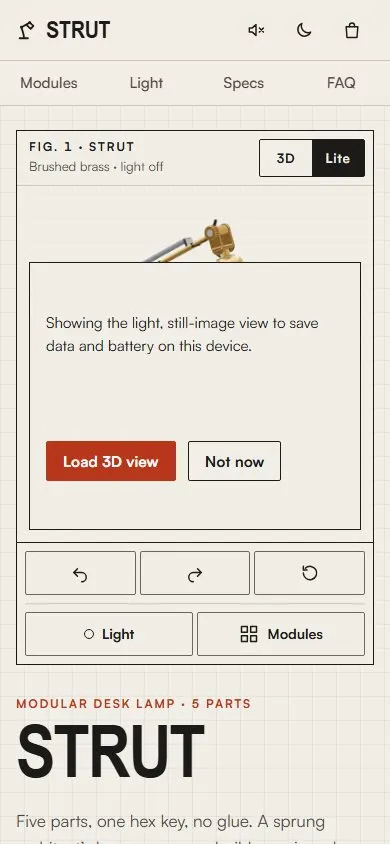 STRUT
Modules Light Specs FAQ
FIG. 1 · STRUT
Brushed brass · light off
3D Lite
Showing the light, still-image view to save
data and battery on this device.
Load 3D view Not now
Light Modules
MODULAR DESK LAMP · 5 PARTS
STRUT
Five parts, one hex key, no glue. A sprung